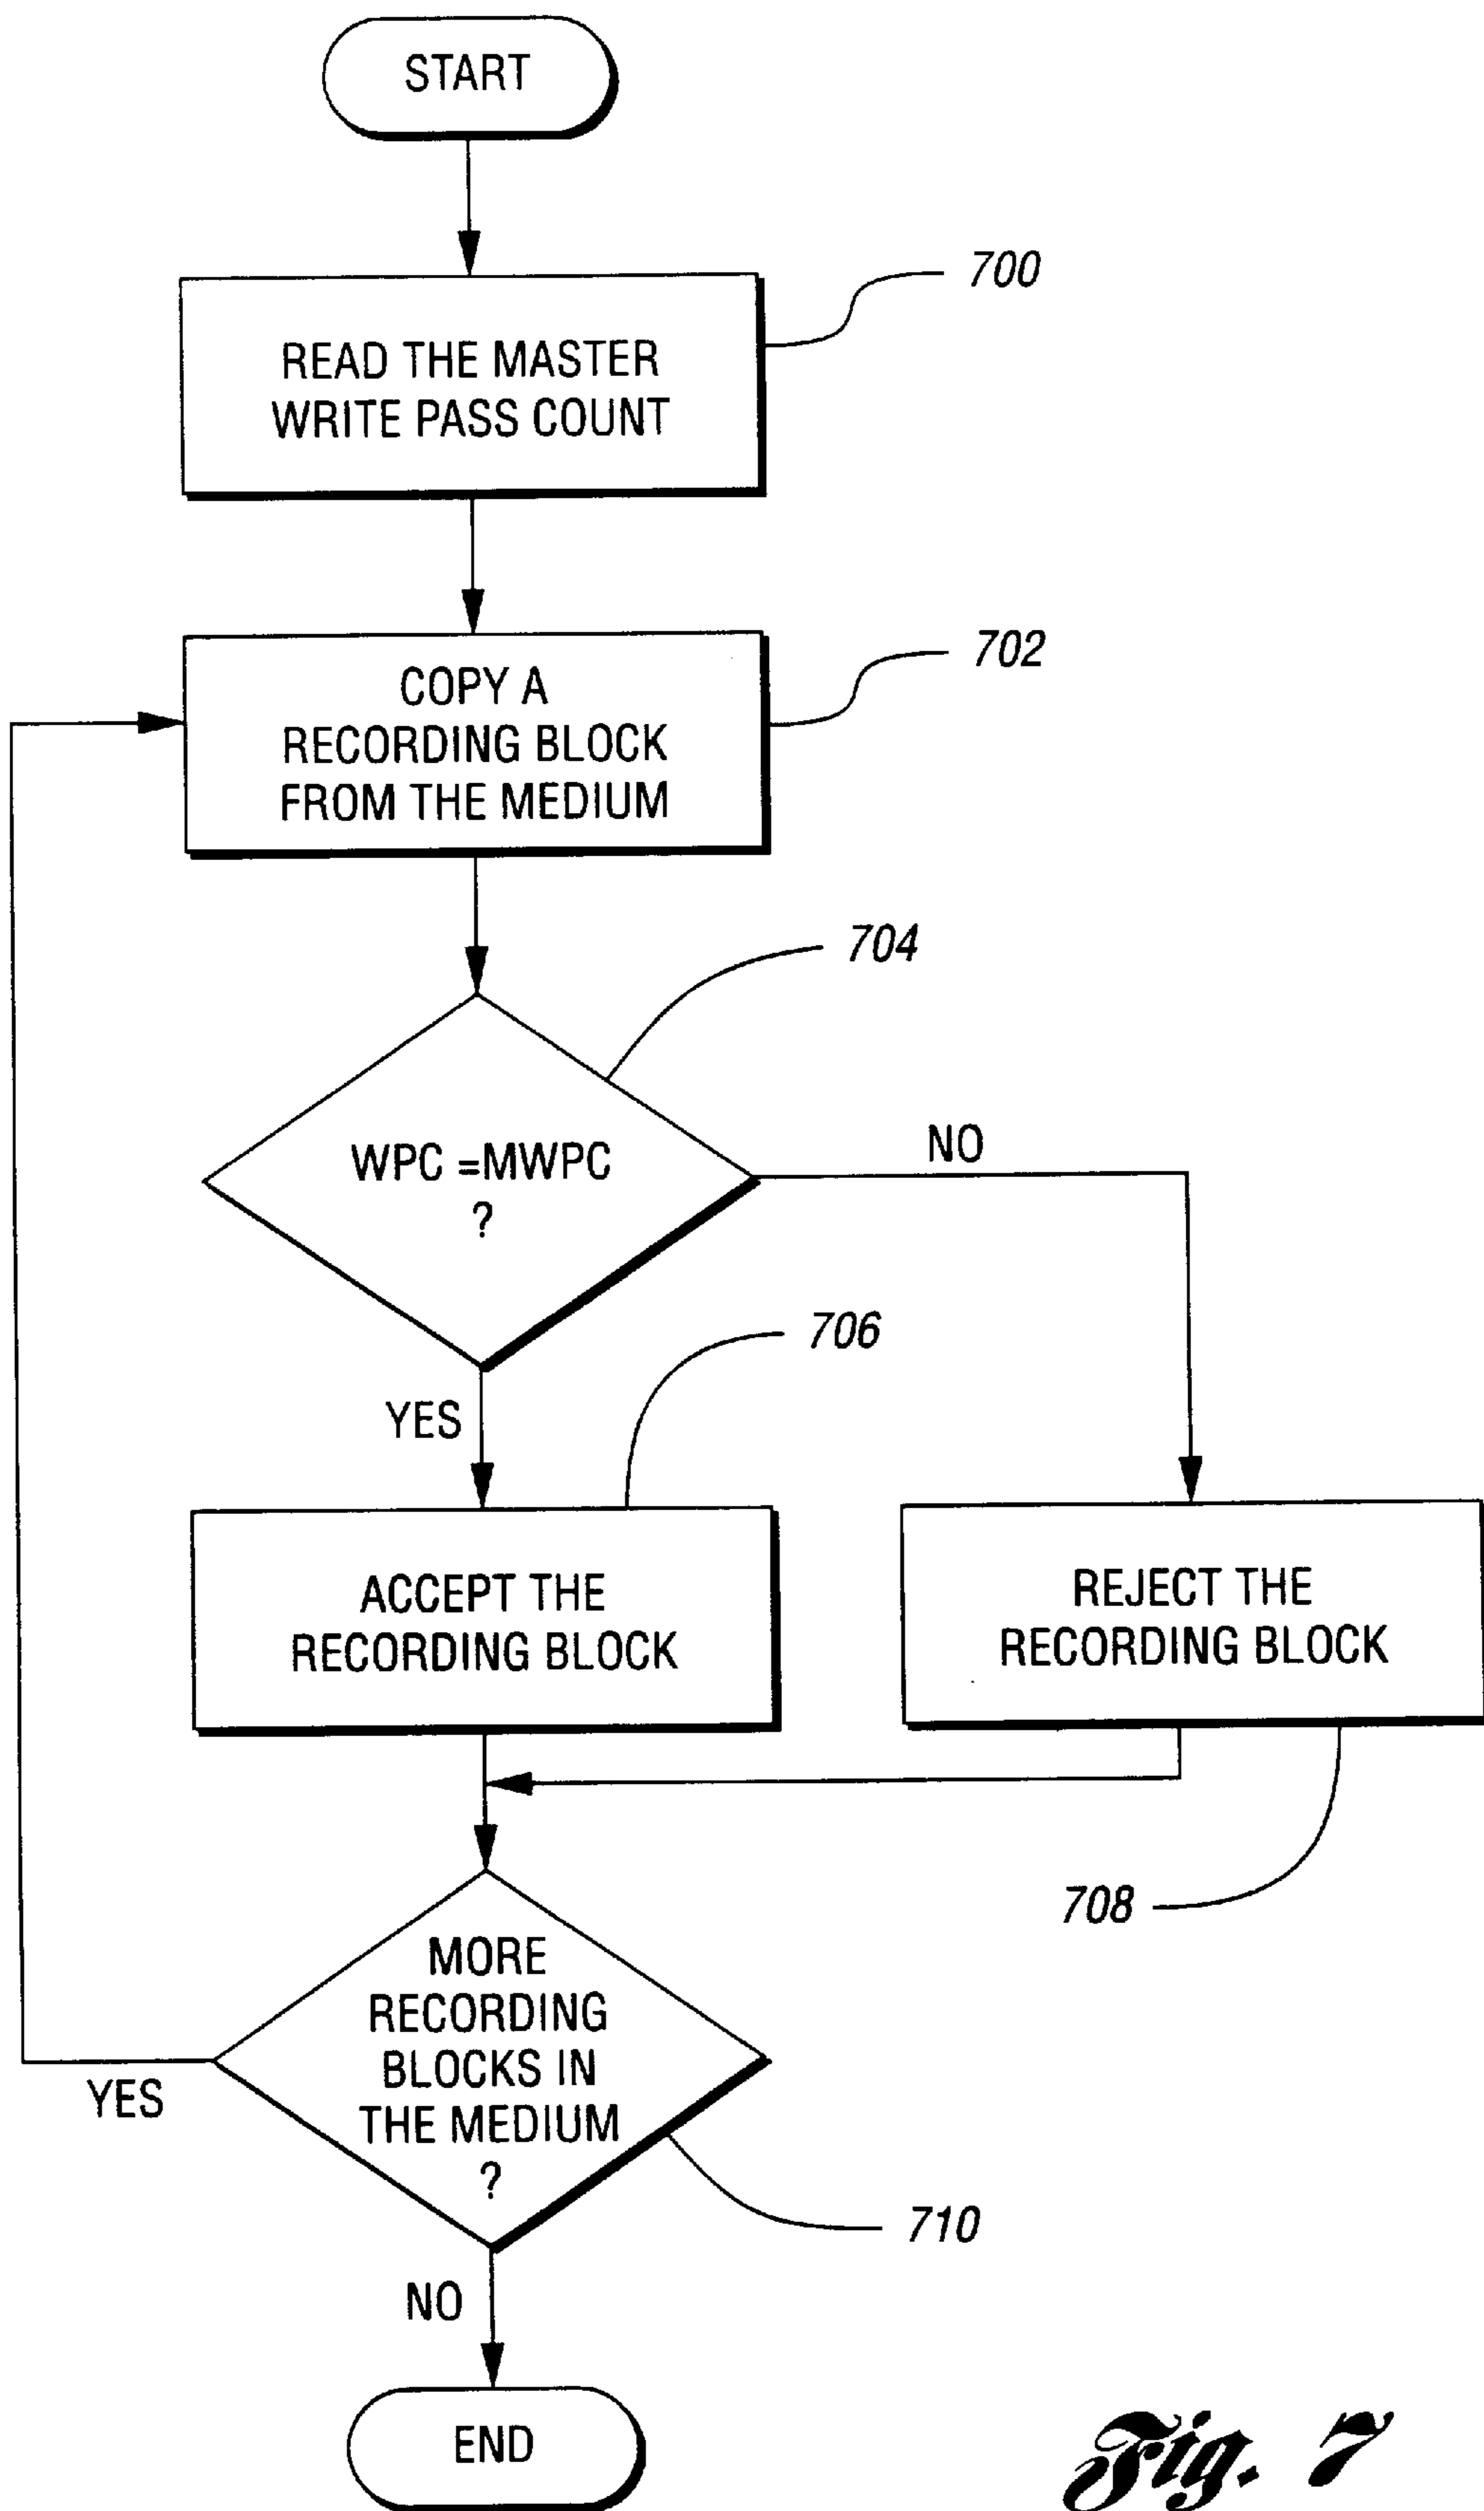 START
700
READ THE MASTER
WRITE PASS COUNT
702
COPY A
RECORDING BLOCK
FROM THE MEDIUM
704
WPC =MWPC
?
NO
706
YES
ACCEPT THE
RECORDING BLOCK
REJECT THE
RECORDING BLOCK
708
MORE
RECORDING
BLOCKS IN
THE MEDIUM
?
YES
710
NO
END
Fig. 7